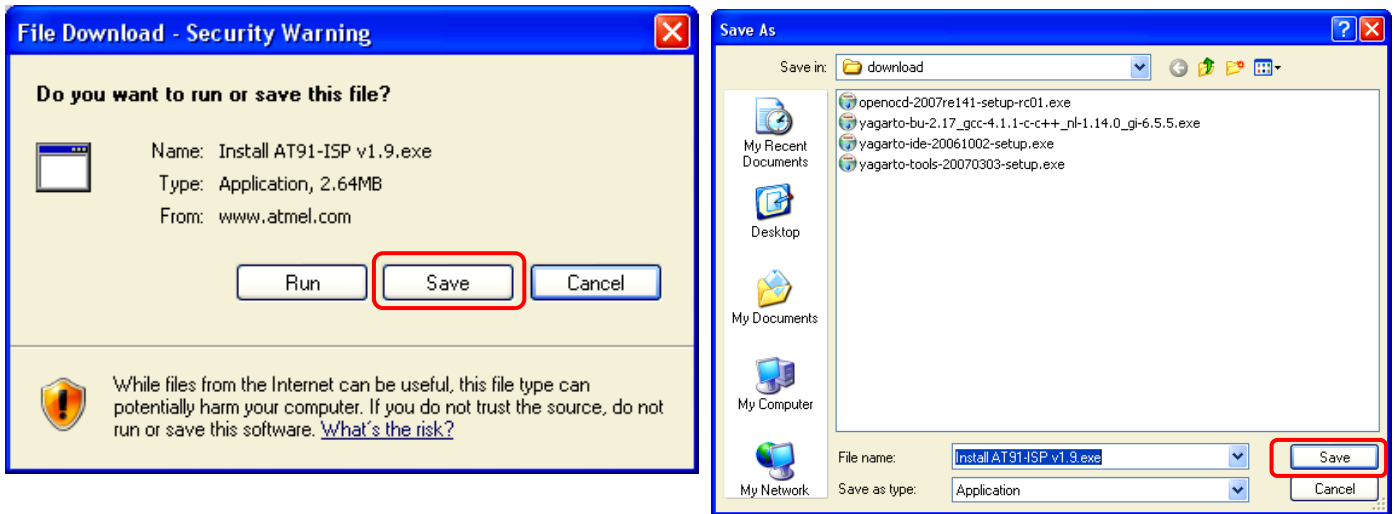 File Download - Security Warning
Do you want to run or save this file?
Name: Install AT91-ISP v1.9.exe
Type: Application, 2.64MB
From: www.atmel.com
Run Save Cancel
While files from the Internet can be useful, this file type can
potentially harm your computer. If you do not trust the source, do not
run or save this software. What's the risk?
Save As
Save in: download
openocd-2007re141-setup-rc01.exe
yagarto-bu-2.17_gcc-4.1.1-c-c++_nl-1.14.0_gi-6.5.5.exe
yagarto-ide-20061002-setup.exe
yagarto-tools-20070303-setup.exe
My Recent
Documents
Desktop
My Documents
My Computer
My Network
File name: Install AT91-ISP v1.9.exe Save
Save as type: Application Cancel